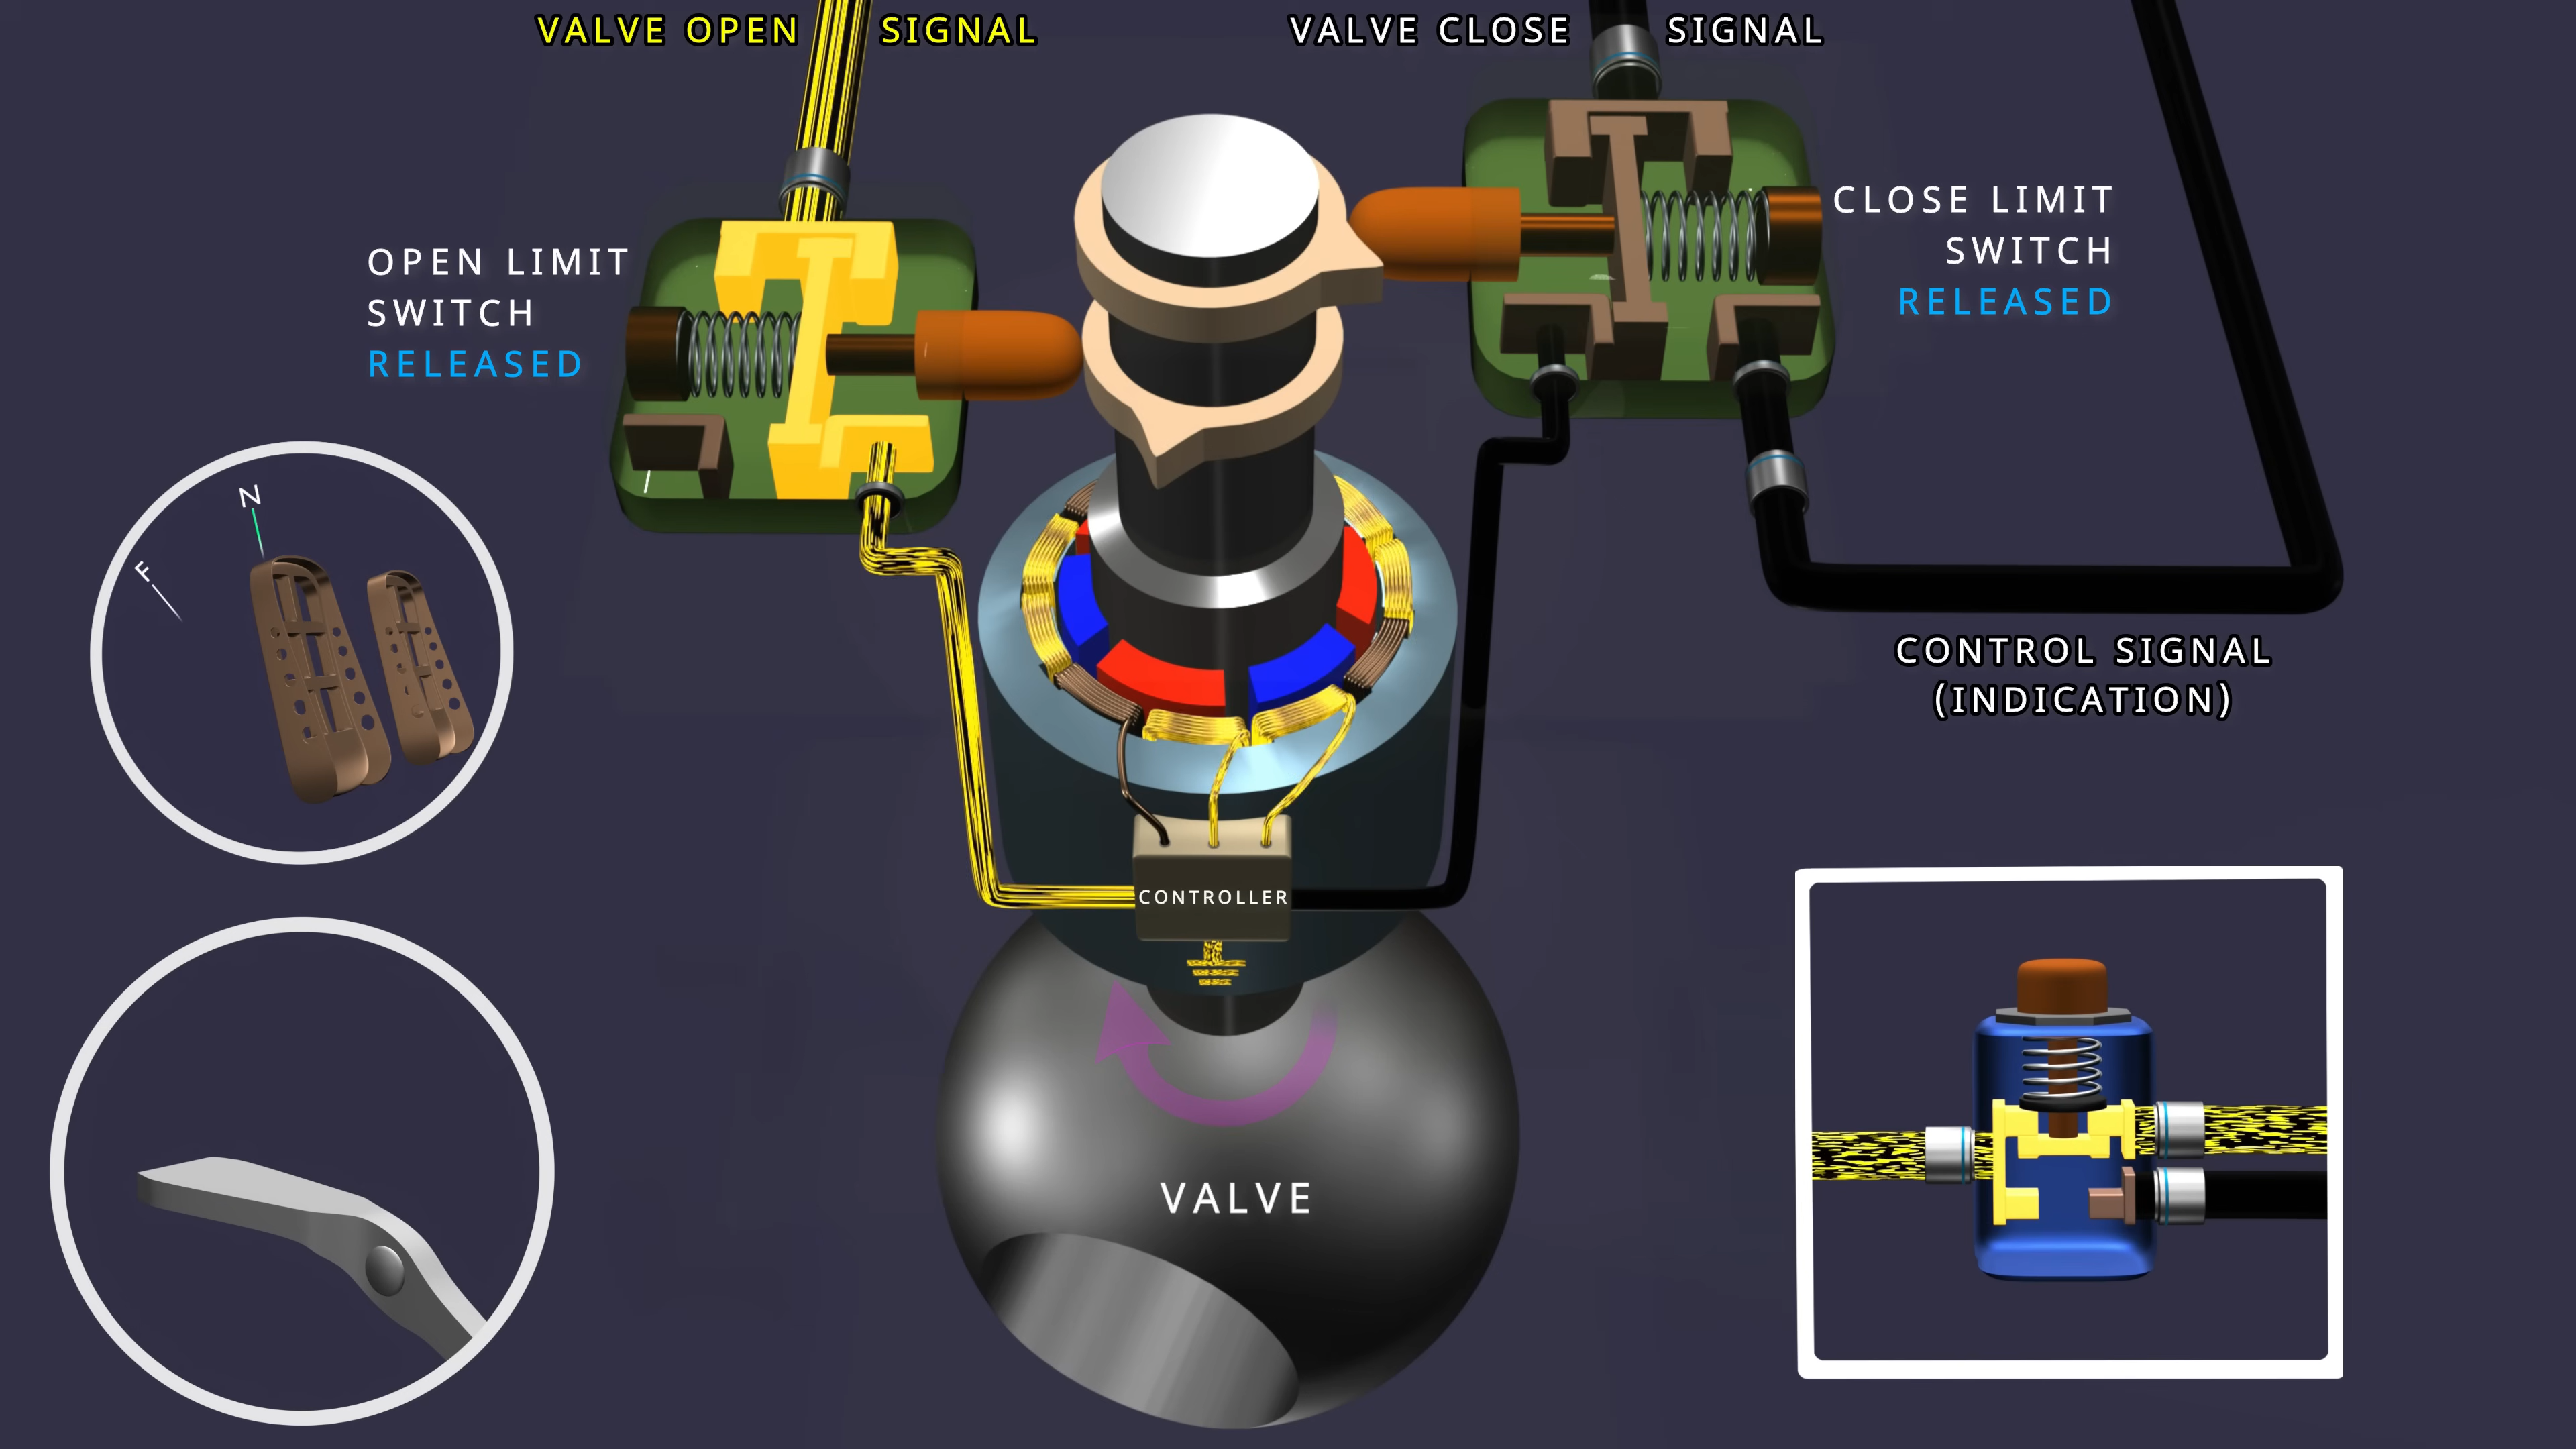 VALVE OPEN SIGNAL
VALVE CLOSE SIGNAL
OPEN LIMIT
SWITCH
RELEASED
CLOSE LIMIT
SWITCH
RELEASED
N
F
CONTROL SIGNAL
(INDICATION)
CONTROLLER
VALVE